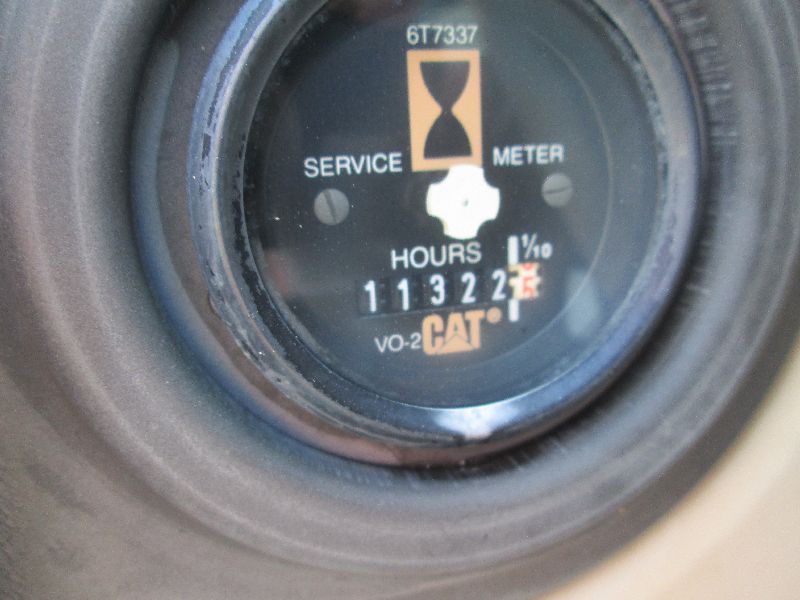 6T7337
SERVICE METER
HOURS 1/10
11322
VO-2 CAT®